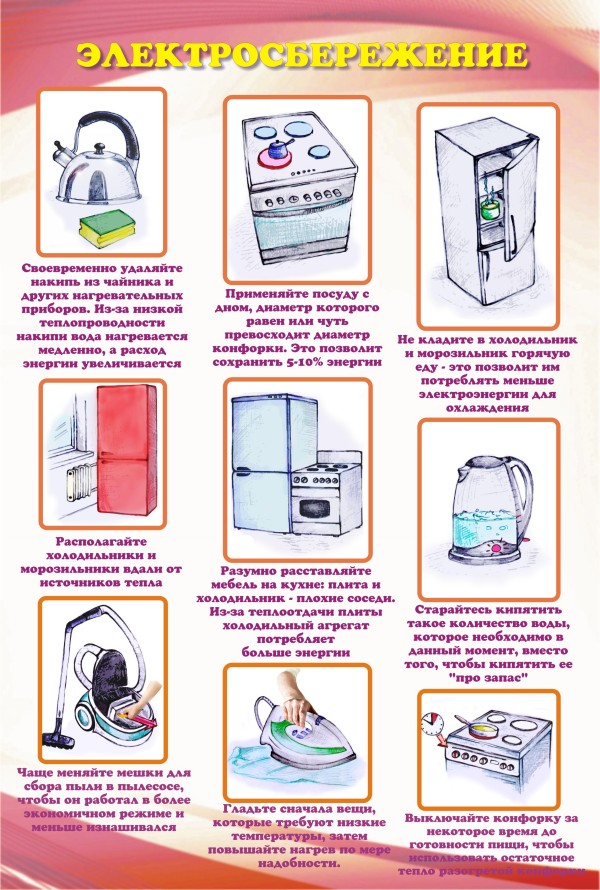 ЭЛЕКТРОСБЕРЕЖЕНИЕ
Своевременно удаляйте
накипь из чайника и
других нагревательных
приборов. Из-за низкой
теплопроводности
накипи вода нагревается
медленно, а расход
энергии увеличивается
Применяйте посуду с
дном, диаметр которого
равен или чуть
превосходит диаметр
конфорки. Это позволит
сохранить 5-10% энергии
Не кладите в холодильник
и морозильник горячую
еду - это позволит им
потреблять меньше
электроэнергии для
охлаждения
Располагайте
холодильники и
морозильники вдали от
источников тепла
Разумно расставляйте
мебель на кухне: плита и
холодильник - плохие соседи.
Из-за теплоотдачи плиты
холодильный агрегат
потребляет
больше энергии
Старайтесь кипятить
такое количество воды,
которое необходимо в
данный момент, вместо
того, чтобы кипятить ее
"про запас"
Чаще меняйте мешки для
сбора пыли в пылесосе,
чтобы он работал в более
экономичном режиме и
меньше изнашивался
Гладьте сначала вещи,
которые требуют низкие
температуры, затем
повышайте нагрев по мере
надобности.
Выключайте конфорку за
некоторое время до
готовности пищи, чтобы
использовать остаточное
тепло разогретой конфорки